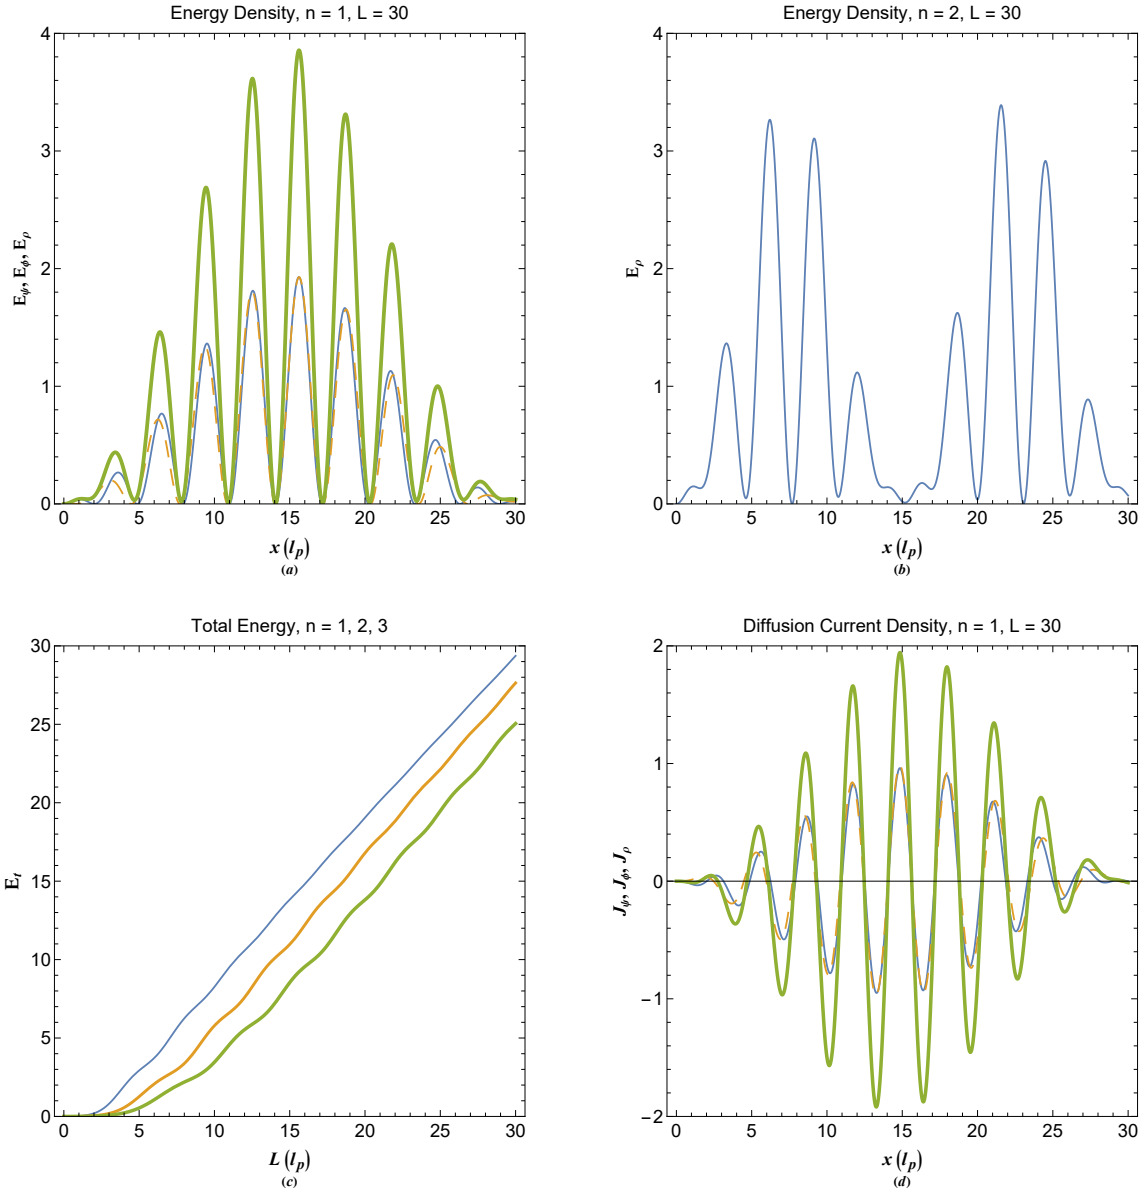 Energy Density, n = 1, L = 30
4
3
2
1
0
E_ψ, E_ϕ, E_ρ
0 5 10 15 20 25 30
x (l_p)
(a)
Energy Density, n = 2, L = 30
4
3
2
1
0
E_ρ
0 5 10 15 20 25 30
x (l_p)
(b)
Total Energy, n = 1, 2, 3
30
25
20
15
10
5
0
E_t
0 5 10 15 20 25 30
L (l_p)
(c)
Diffusion Current Density, n = 1, L = 30
2
1
0
−1
−2
J_ψ, J_ϕ, J_ρ
0 5 10 15 20 25 30
x (l_p)
(d)